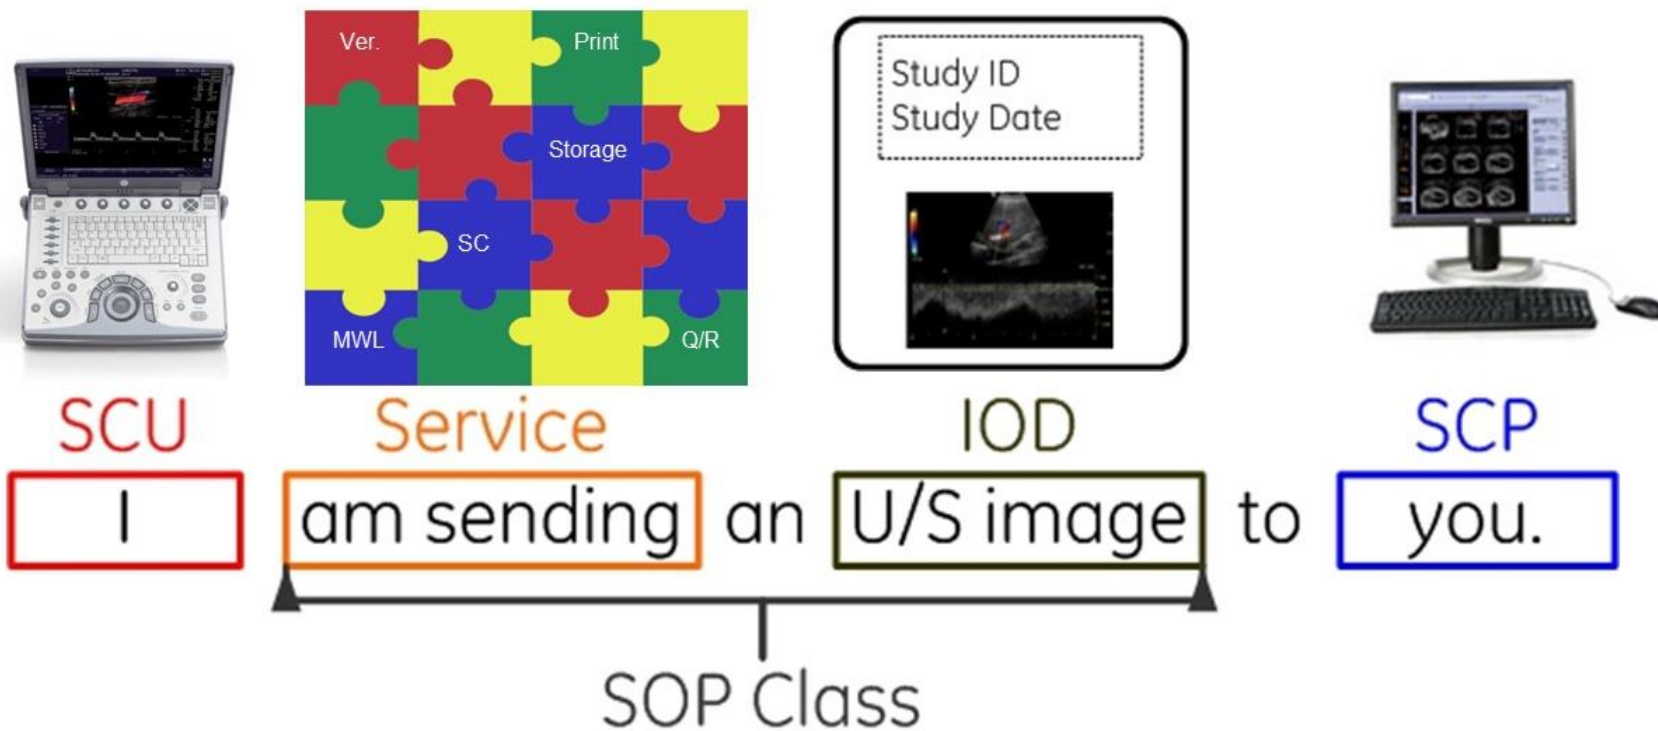 Ver.
Print
Storage
SC
MWL
Q/R
Study ID
Study Date
SCU
Service
IOD
SCP
I
am sending
an
U/S image
to
you.
SOP Class